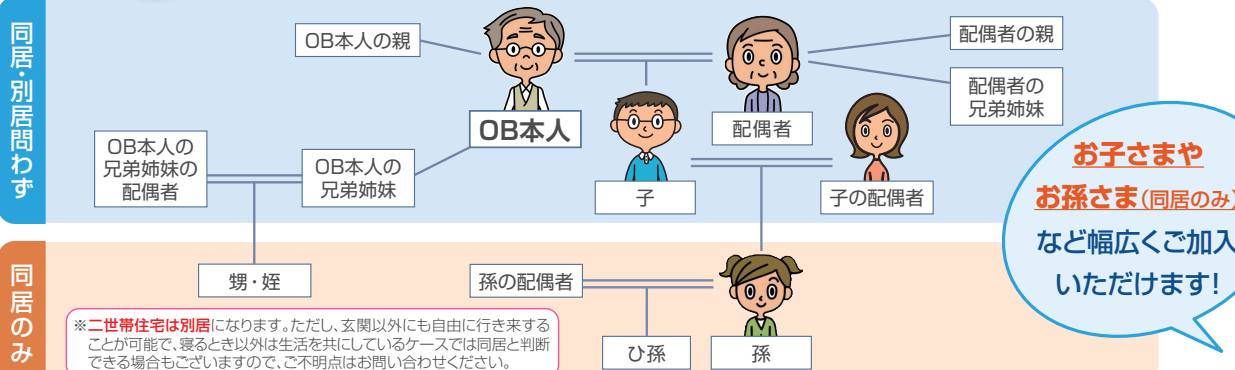 同居・別居問わず
OB本人の親
配偶者の親
配偶者の
兄弟姉妹
OB本人
配偶者
OB本人の
兄弟姉妹の
配偶者
OB本人の
兄弟姉妹
子
子の配偶者
お子さまや
お孫さま(同居のみ)
など幅広くご加入
いただけます!
同居のみ
甥・姪
孫の配偶者
※二世帯住宅は別居になります。ただし、玄関以外にも自由に行き来する
ことが可能で、寝るとき以外は生活を共にしているケースでは同居と判断
できる場合もございますので、ご不明点はお問い合わせください。
ひ孫
孫